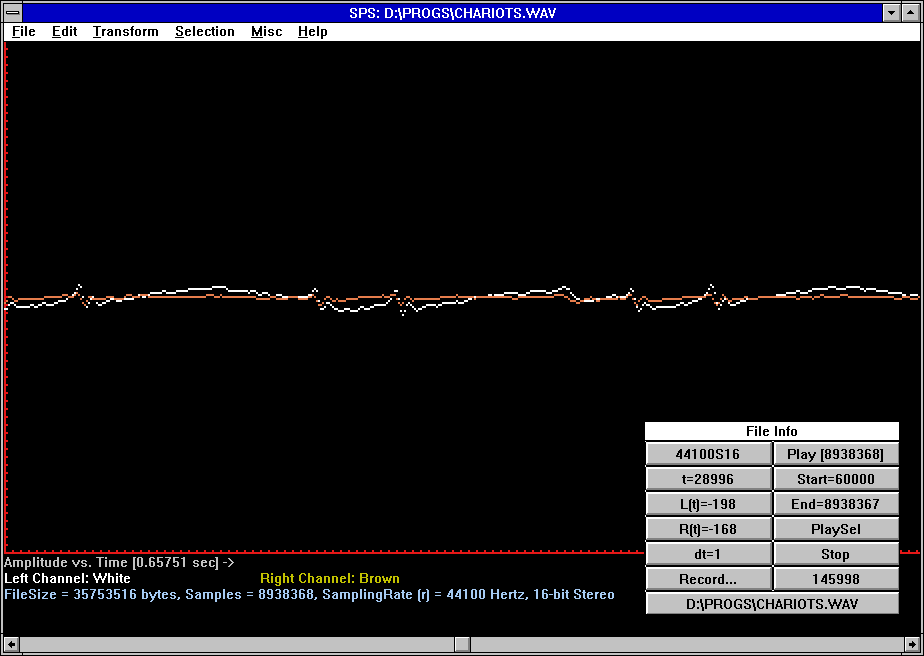 SPS: D:\PROGS\CHARIOTS.WAV
File Edit Transform Selection Misc Help
File Info
44100S16 Play [8938368]
t=28996 Start=60000
L(t)=-198 End=8938367
R(t)=-168 PlaySel
dt=1 Stop
Record... 145998
D:\PROGS\CHARIOTS.WAV
Amplitude vs. Time [0.65751 sec] ->
Left Channel: White Right Channel: Brown
FileSize = 35753516 bytes, Samples = 8938368, SamplingRate (r) = 44100 Hertz, 16-bit Stereo